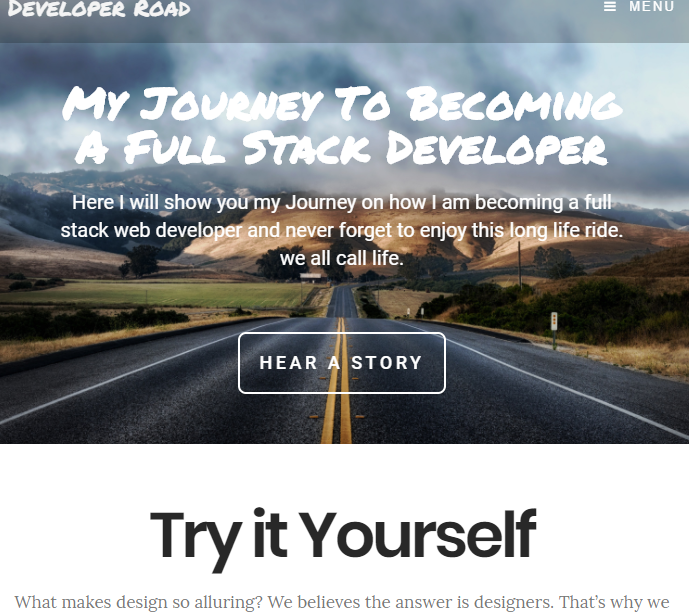 Developer Road
MENU
My Journey To Becoming
A Full Stack Developer
Here I will show you my Journey on how I am becoming a full
stack web developer and never forget to enjoy this long life ride.
we all call life.
HEAR A STORY
Try it Yourself
What makes design so alluring? We believes the answer is designers. That’s why we